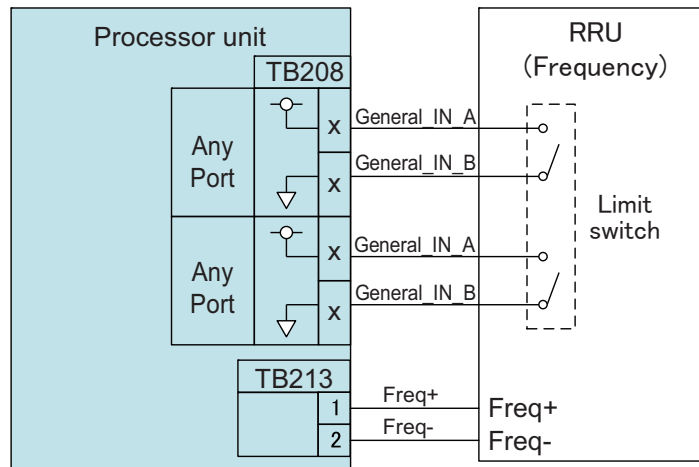 Processor unit
RRU
(Frequency)
TB208
Any
Port
X
General_IN_A
X
General_IN_B
Limit
switch
Any
Port
X
General_IN_A
X
General_IN_B
TB213
1
Freq+
Freq+
2
Freq-
Freq-